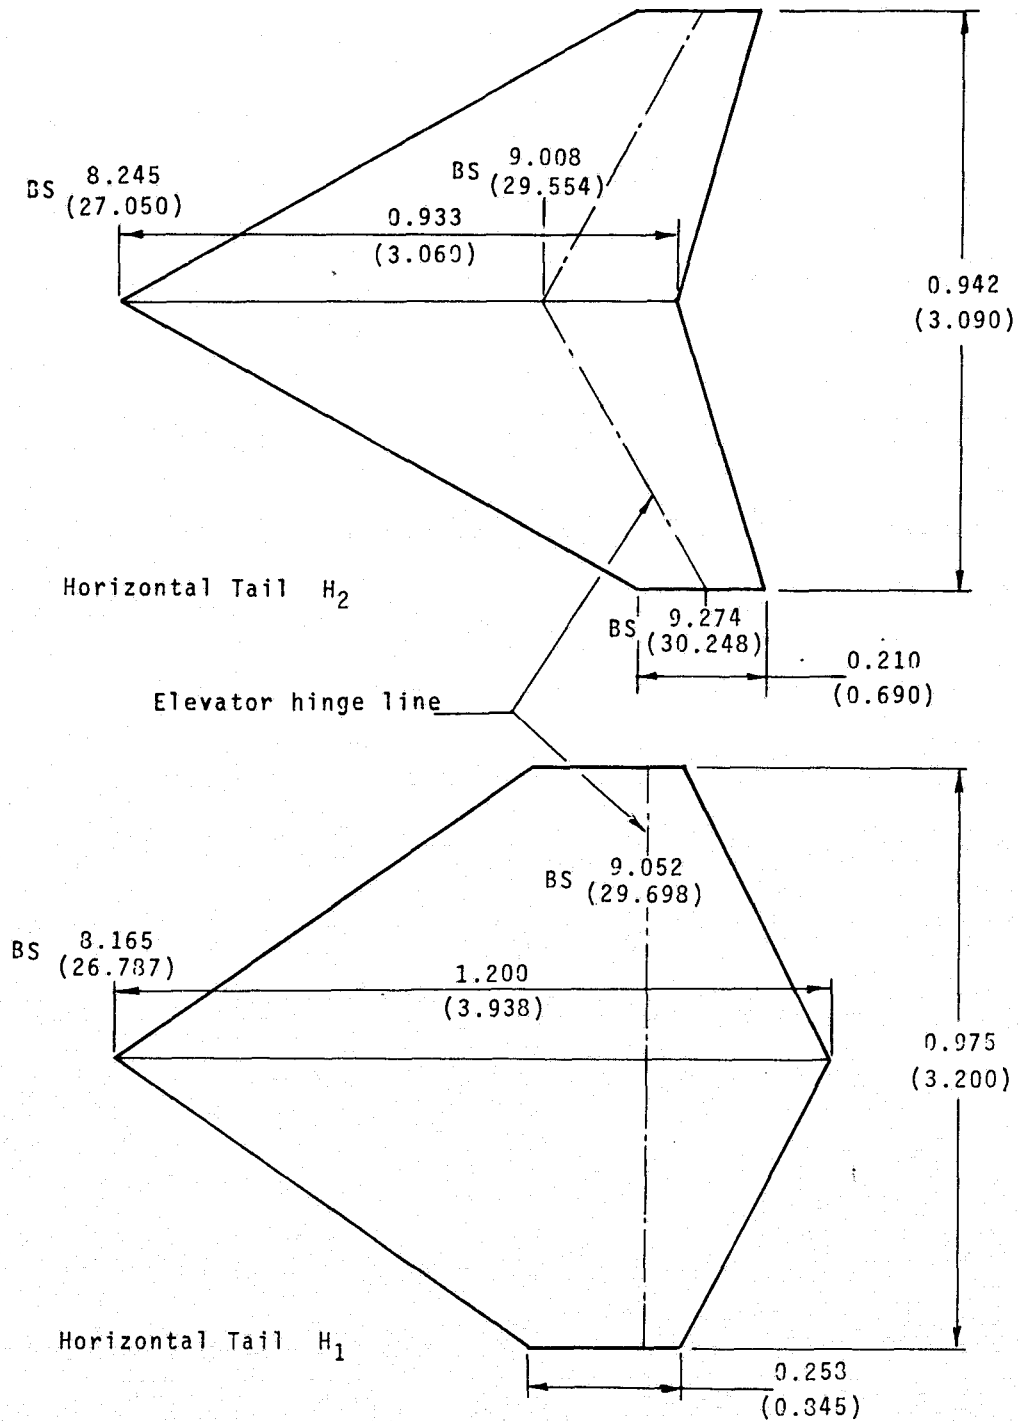 BS 8.245
(27.050)
BS 9.008
(29.554)
0.933
(3.060)
0.942
(3.090)
Horizontal Tail H2
BS 9.274
(30.248)
0.210
(0.690)
Elevator hinge line
BS 9.052
(29.698)
BS 8.165
(26.787)
1.200
(3.938)
0.975
(3.200)
Horizontal Tail H1
0.253
(0.845)